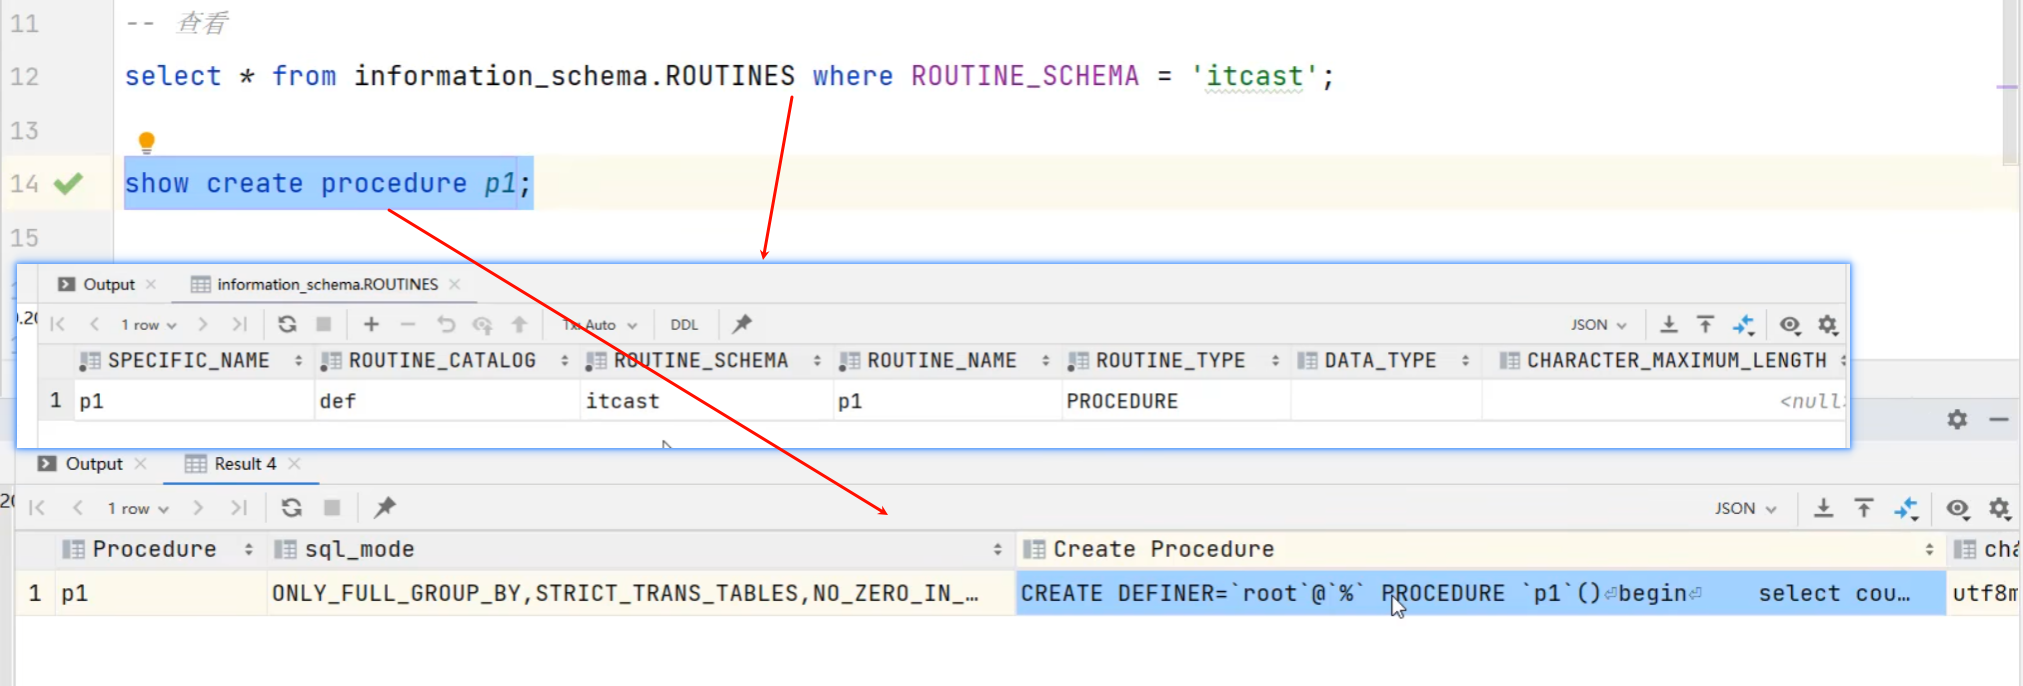 11 -- 查看
12 select * from information_schema.ROUTINES where ROUTINE_SCHEMA = 'itcast';
13
14 show create procedure p1;
15
Output information_schema.ROUTINES
1 row Tx: Auto DDL JSON
SPECIFIC_NAME ROUTINE_CATALOG ROUTINE_SCHEMA ROUTINE_NAME ROUTINE_TYPE DATA_TYPE CHARACTER_MAXIMUM_LENGTH
1 p1 def itcast p1 PROCEDURE <null>
Output Result 4
1 row JSON
Procedure sql_mode Create Procedure cha
1 p1 ONLY_FULL_GROUP_BY,STRICT_TRANS_TABLES,NO_ZERO_IN_… CREATE DEFINER=`root`@`%` PROCEDURE `p1`()⏎begin⏎ select cou… utf8m